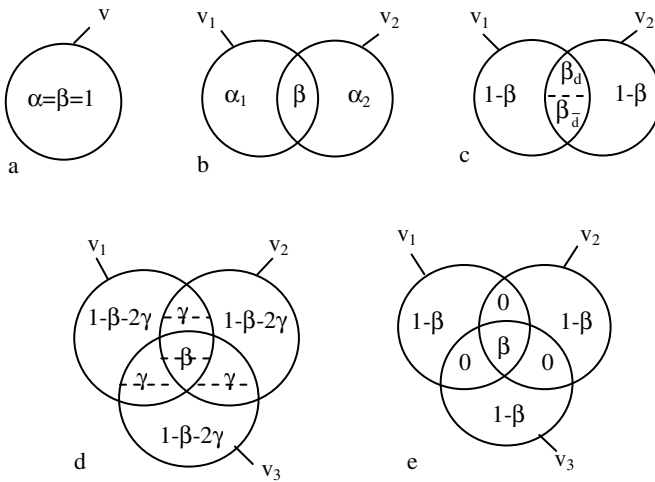 v
α=β=1
a
v1
v2
α1
β
α2
b
v1
v2
1-β
βd
βd̅
1-β
c
v1
v2
1-β-2γ
γ
1-β-2γ
β
γ
γ
1-β-2γ
d
v3
v1
v2
1-β
0
1-β
β
0
0
1-β
e
v3